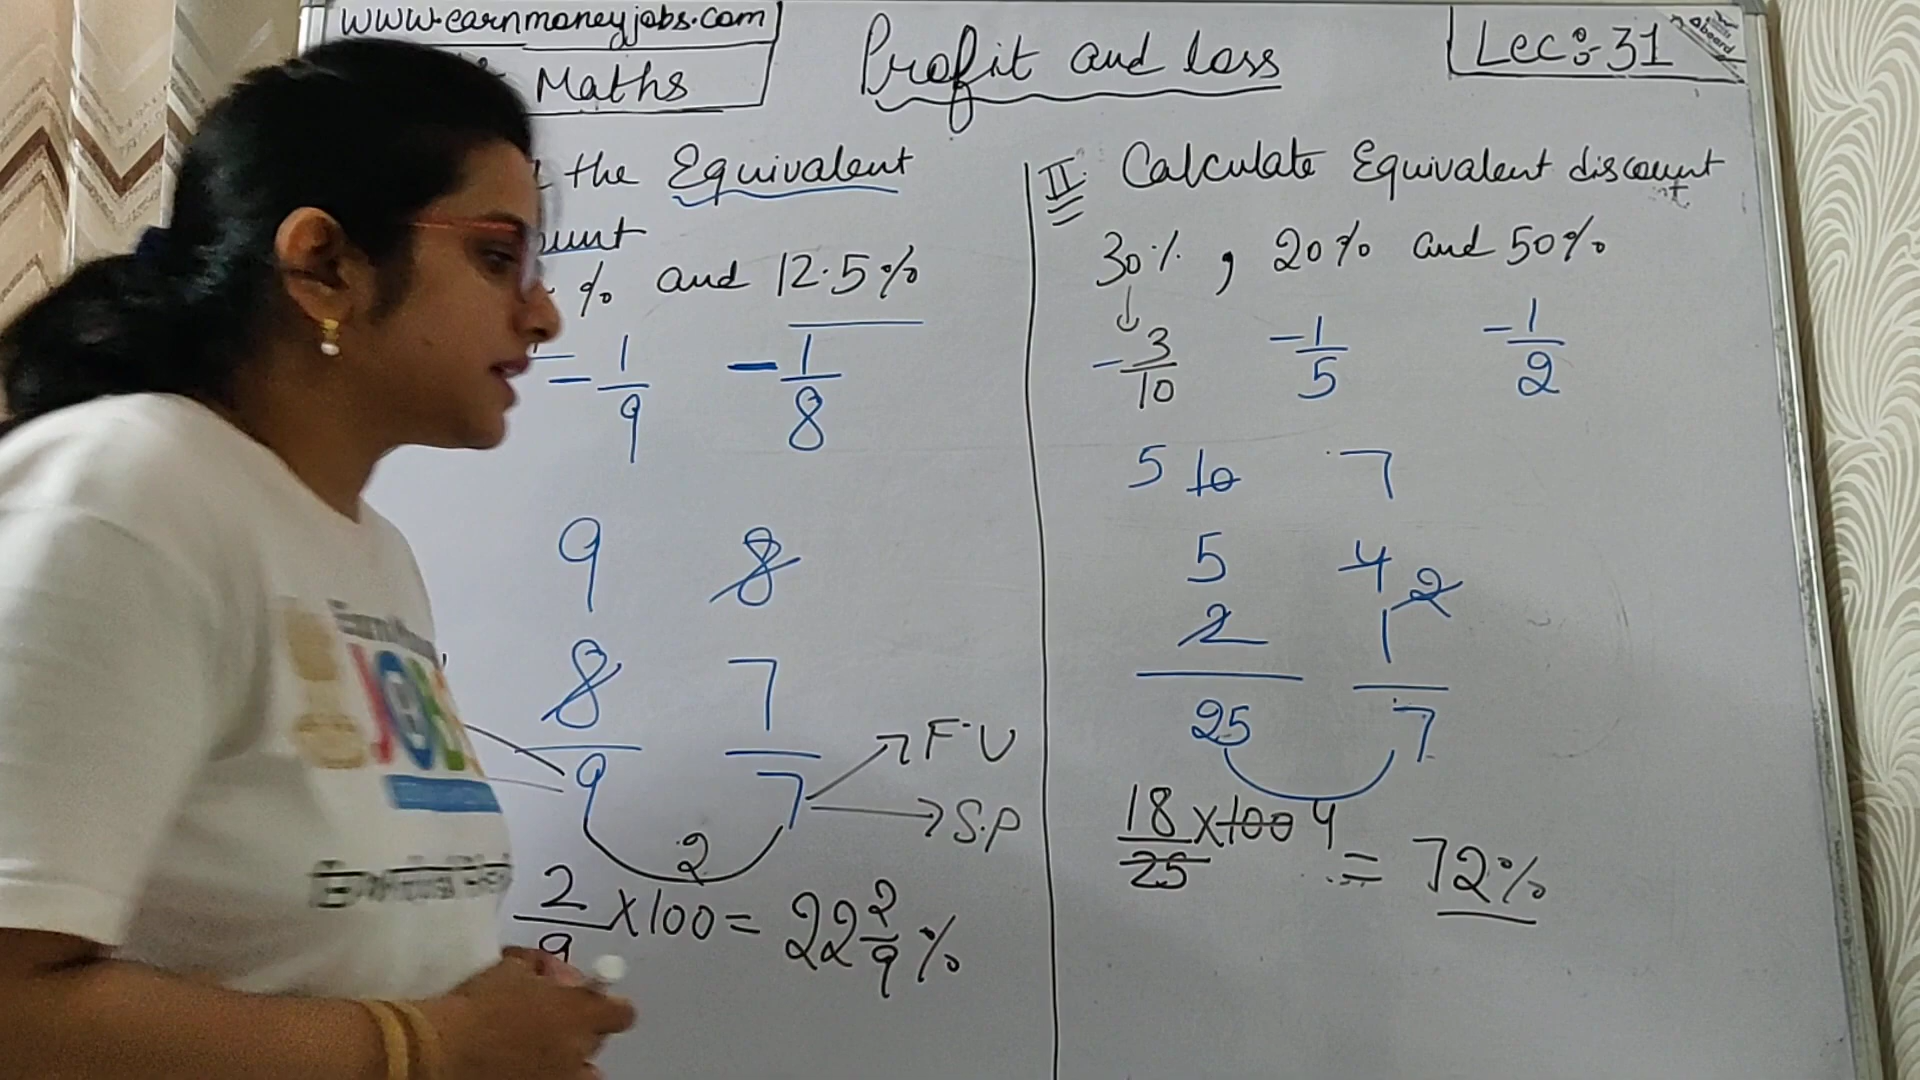 www.earnmoneyjobs.com
Maths
Profit and loss
Lec:-31
the Equivalent
% and 12.5%
- 1/9 - 1/8
9 8
8 7
9 7
F.V
S.P
2
2/9 X100 = 22 2/9 %
II Calculate Equivalent discount
30%, 20% and 50%
- 3/10 - 1/5 - 1/2
5 10 7
5 4 2
2 1
25 7
18/25 X100 4 = 72%